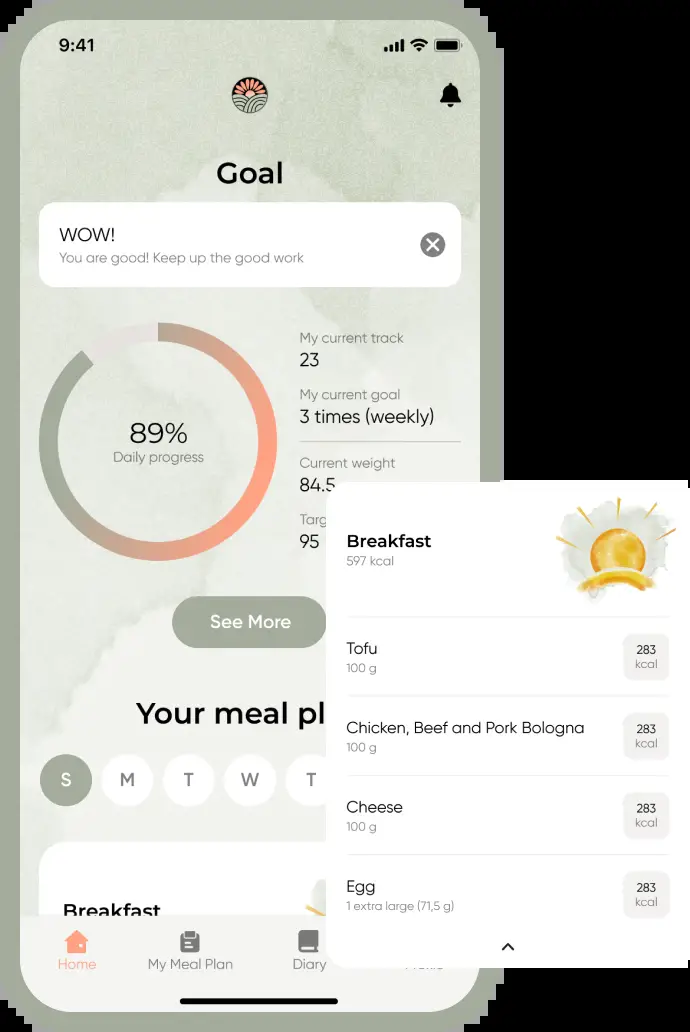 9:41
Goal
WOW!
You are good! Keep up the good work
My current track
23
My current goal
3 times (weekly)
89%
Daily progress
Current weight
84.5
95
See More
Your meal
S M T W T
Breakfast
Home
My Meal Plan
Diary
Breakfast
597 kcal
Tofu
100 g
283
kcal
Chicken, Beef and Pork Bologna
100 g
283
kcal
Cheese
100 g
283
kcal
Egg
1 extra large (71,5 g)
283
kcal